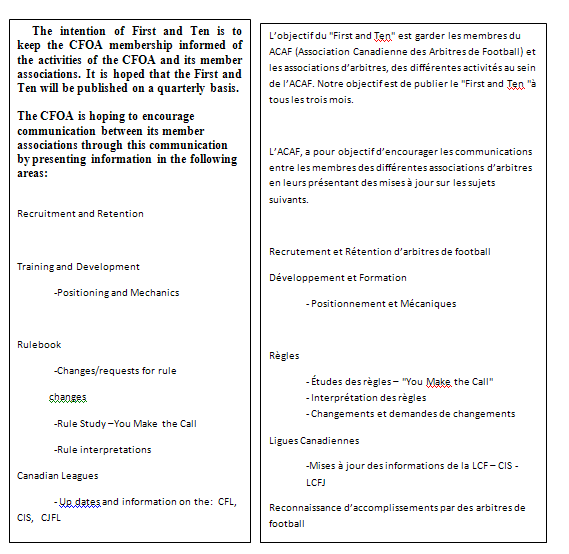 The intention of First and Ten is to
keep the CFOA membership informed of
the activities of the CFOA and its member
associations. It is hoped that the First and
Ten will be published on a quarterly basis.
The CFOA is hoping to encourage
communication between its member
associations through this communication
by presenting information in the following
areas:
Recruitment and Retention
Training and Development
-Positioning and Mechanics
Rulebook
-Changes/requests for rule
changes
-Rule Study –You Make the Call
-Rule interpretations
Canadian Leagues
- Up dates and information on the: CFL,
CIS, CJFL
L'objectif du "First and Ten" est garder les membres du
ACAF (Association Canadienne des Arbitres de Football) et
les associations d'arbitres, des différentes activités au sein
de l'ACAF. Notre objectif est de publier le "First and Ten "à
tous les trois mois.
L'ACAF, a pour objectif d'encourager les communications
entre les membres des différentes associations d'arbitres
en leurs présentant des mises à jour sur les sujets
suivants.
Recrutement et Rétention d'arbitres de football
Développement et Formation
- Positionnement et Mécaniques
Règles
- Études des règles – "You Make the Call"
- Interprétation des règles
- Changements et demandes de changements
Ligues Canadiennes
-Mises à jour des informations de la LCF – CIS -
LCFJ
Reconnaissance d'accomplissements par des arbitres de
football